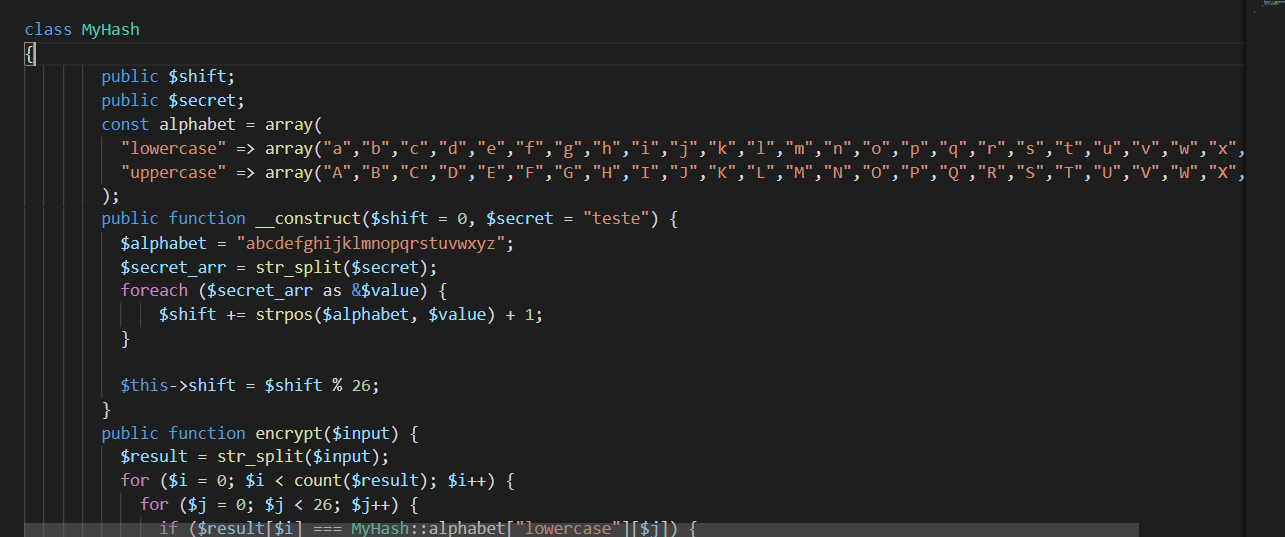 class MyHash
{
public $shift;
public $secret;
const alphabet = array(
"lowercase" => array("a","b","c","d","e","f","g","h","i","j","k","l","m","n","o","p","q","r","s","t","u","v","w","x",
"uppercase" => array("A","B","C","D","E","F","G","H","I","J","K","L","M","N","O","P","Q","R","S","T","U","V","W","X",
);
public function __construct($shift = 0, $secret = "teste") {
$alphabet = "abcdefghijklmnopqrstuvwxyz";
$secret_arr = str_split($secret);
foreach ($secret_arr as &$value) {
$shift += strpos($alphabet, $value) + 1;
}
$this->shift = $shift % 26;
}
public function encrypt($input) {
$result = str_split($input);
for ($i = 0; $i < count($result); $i++) {
for ($j = 0; $j < 26; $j++) {
if ($result[$i] === MyHash::alphabet["lowercase"][$j]) {